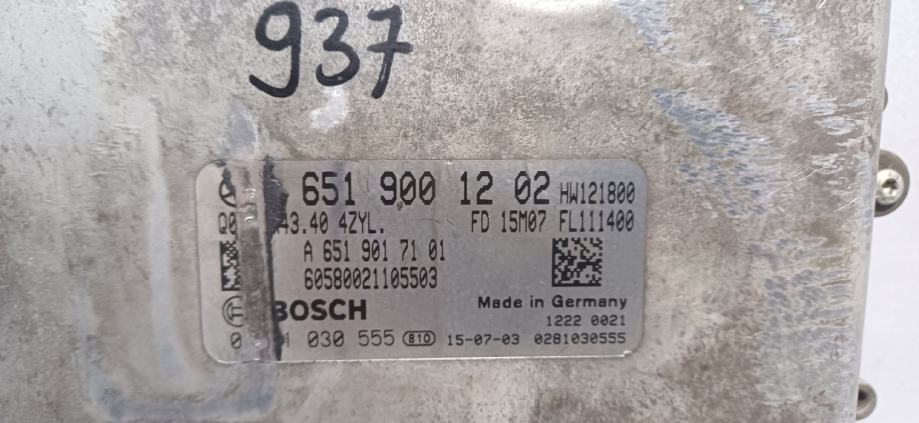 937
651 900 12 02 HW121800
43.40 4ZYL. FD 15M07 FL111400
A 651 901 71 01
60580021105503
BOSCH Made in Germany
1222 0021
030 555 810 15-07-03 0281030555